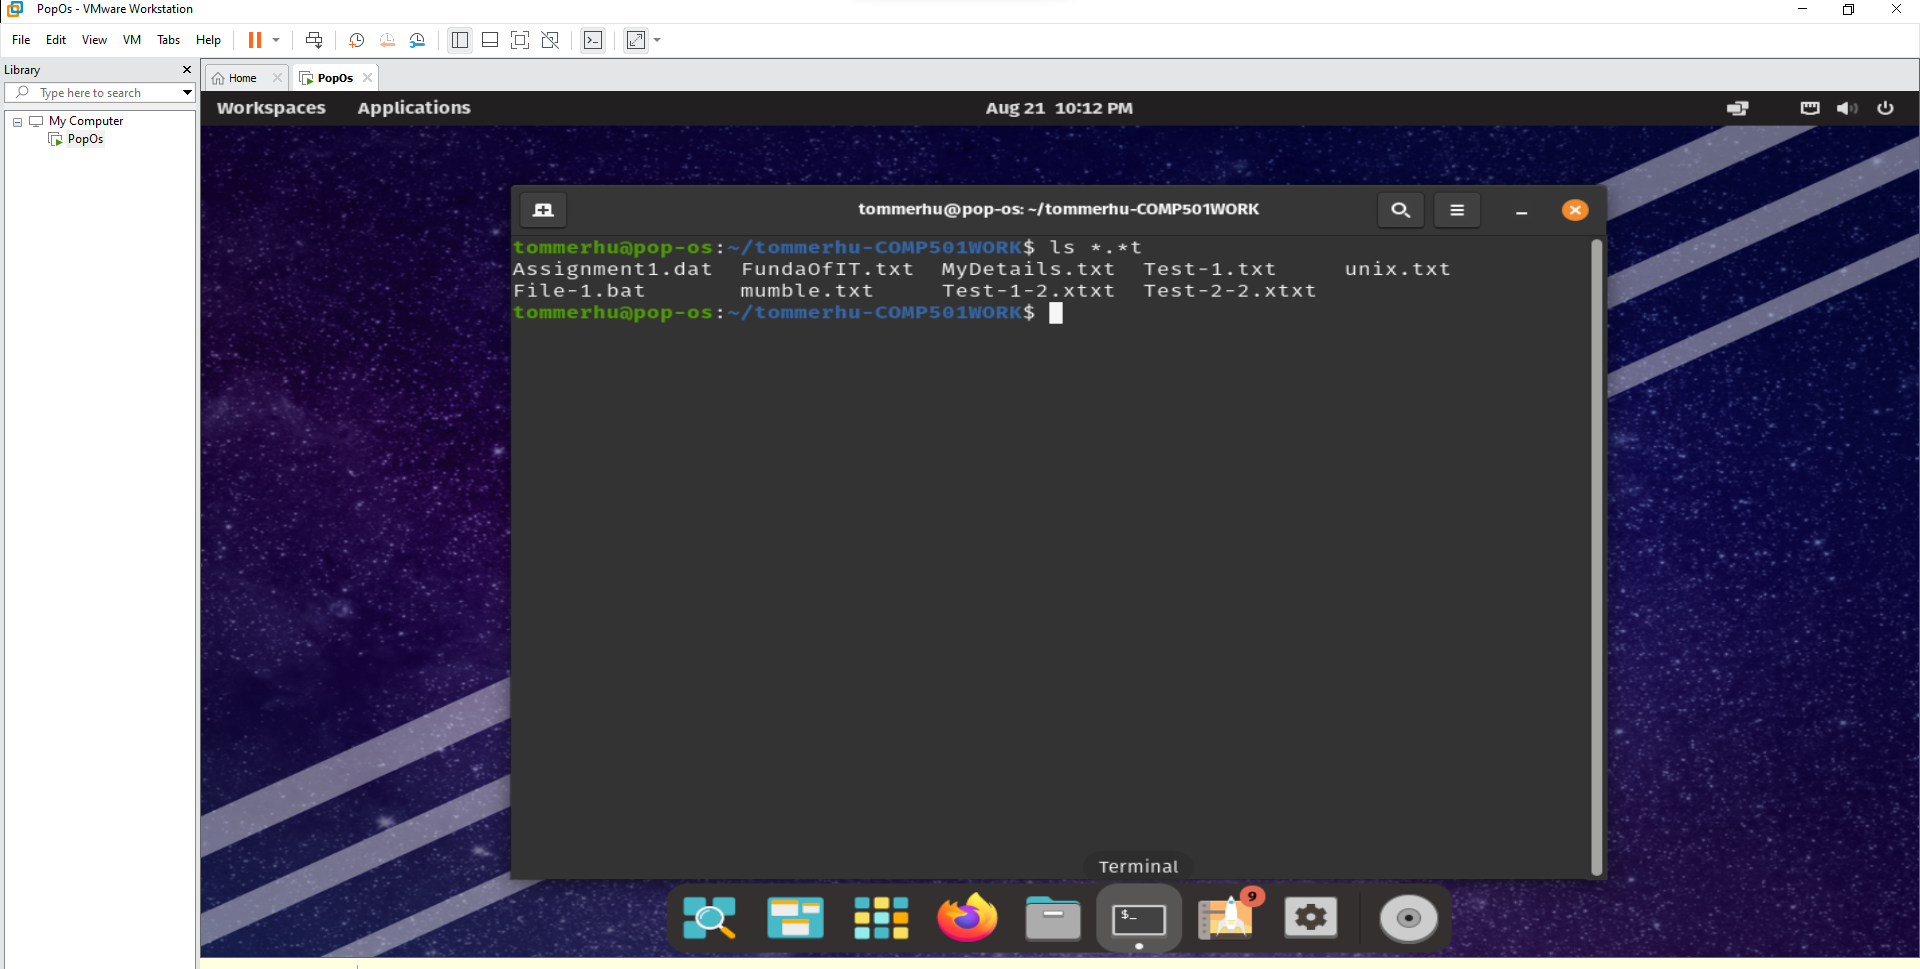 PopOs - VMware Workstation
File Edit View VM Tabs Help
Library
Home
PopOs
Type here to search
My Computer
PopOs
Workspaces Applications
Aug 21 10:12 PM
tommerhu@pop-os: ~/tommerhu-COMP501WORK
tommerhu@pop-os:~/tommerhu-COMP501WORK$ ls *.*t
Assignment1.dat FundaOfIT.txt MyDetails.txt Test-1.txt unix.txt
File-1.bat mumble.txt Test-1-2.xtxt Test-2-2.xtxt
tommerhu@pop-os:~/tommerhu-COMP501WORK$
Terminal
$_
9